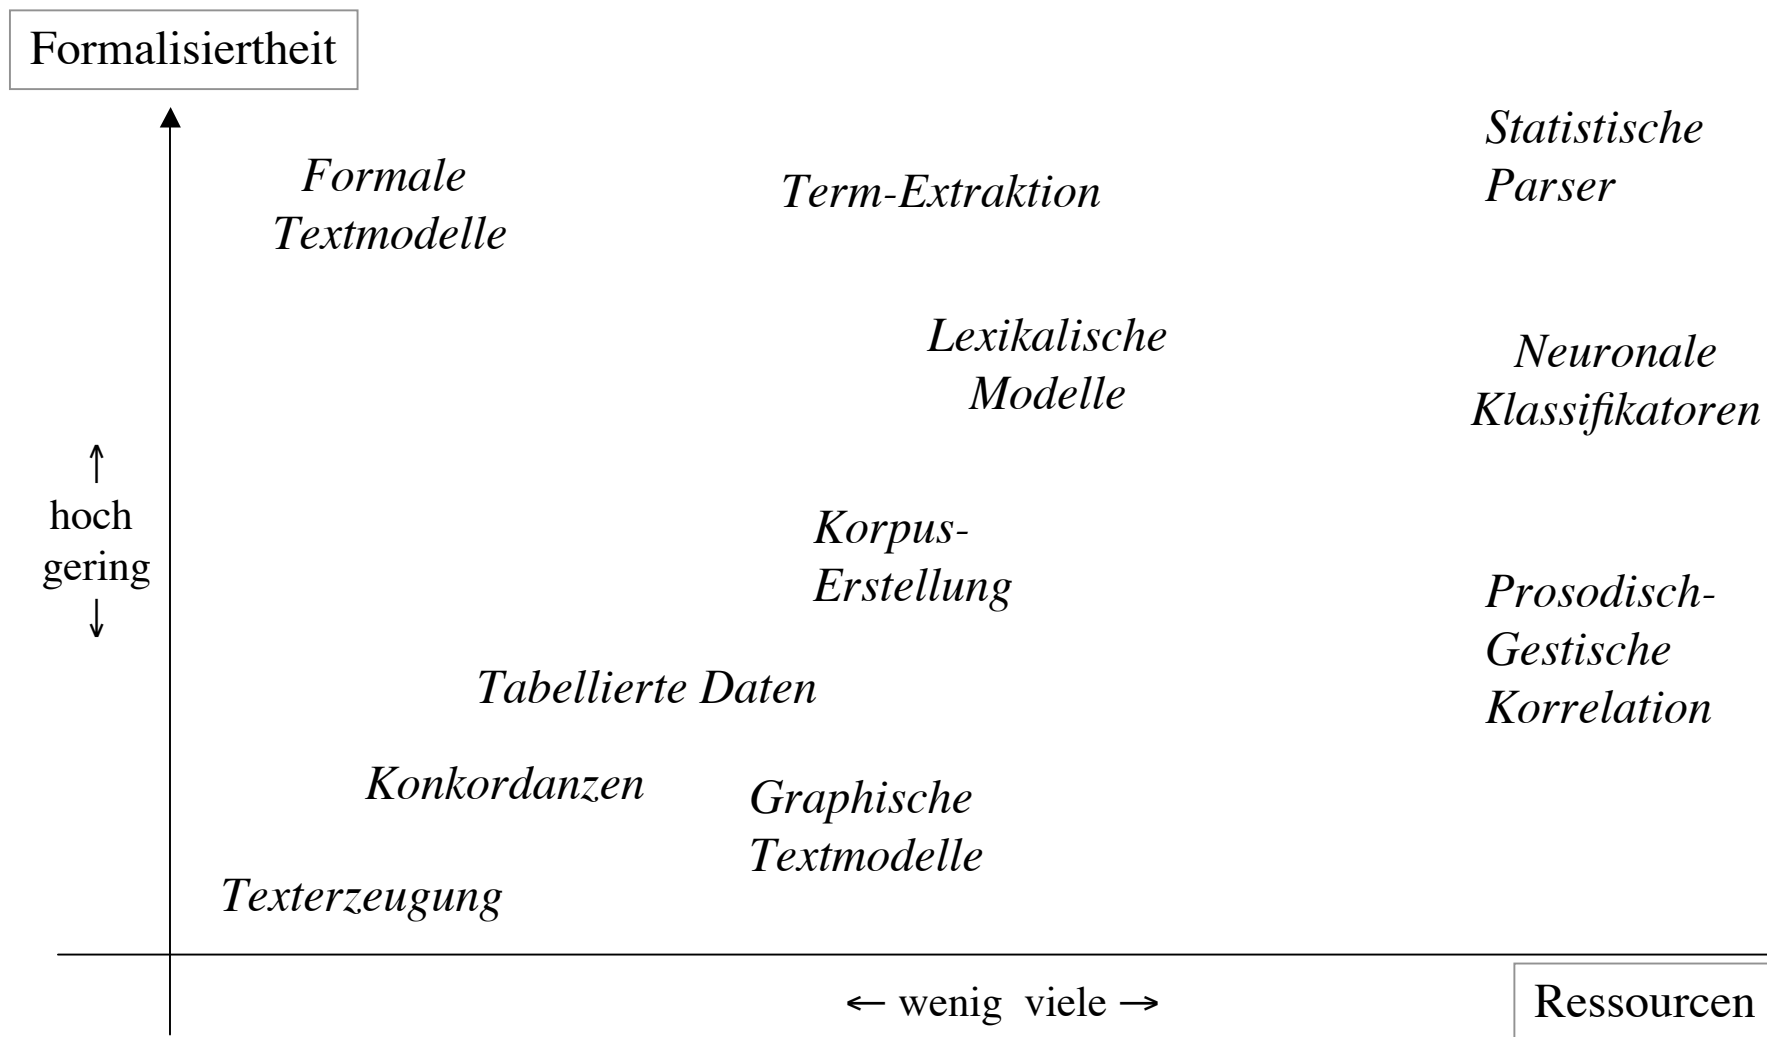 Formalisiertheit
Statistische
Parser
Formale
Textmodelle
Term-Extraktion
Lexikalische
Modelle
Neuronale
Klassifikatoren
↑
hoch
gering
↓
Korpus-
Erstellung
Prosodisch-
Gestische
Korrelation
Tabellierte Daten
Konkordanzen
Graphische
Textmodelle
Texterzeugung
← wenig viele →
Ressourcen